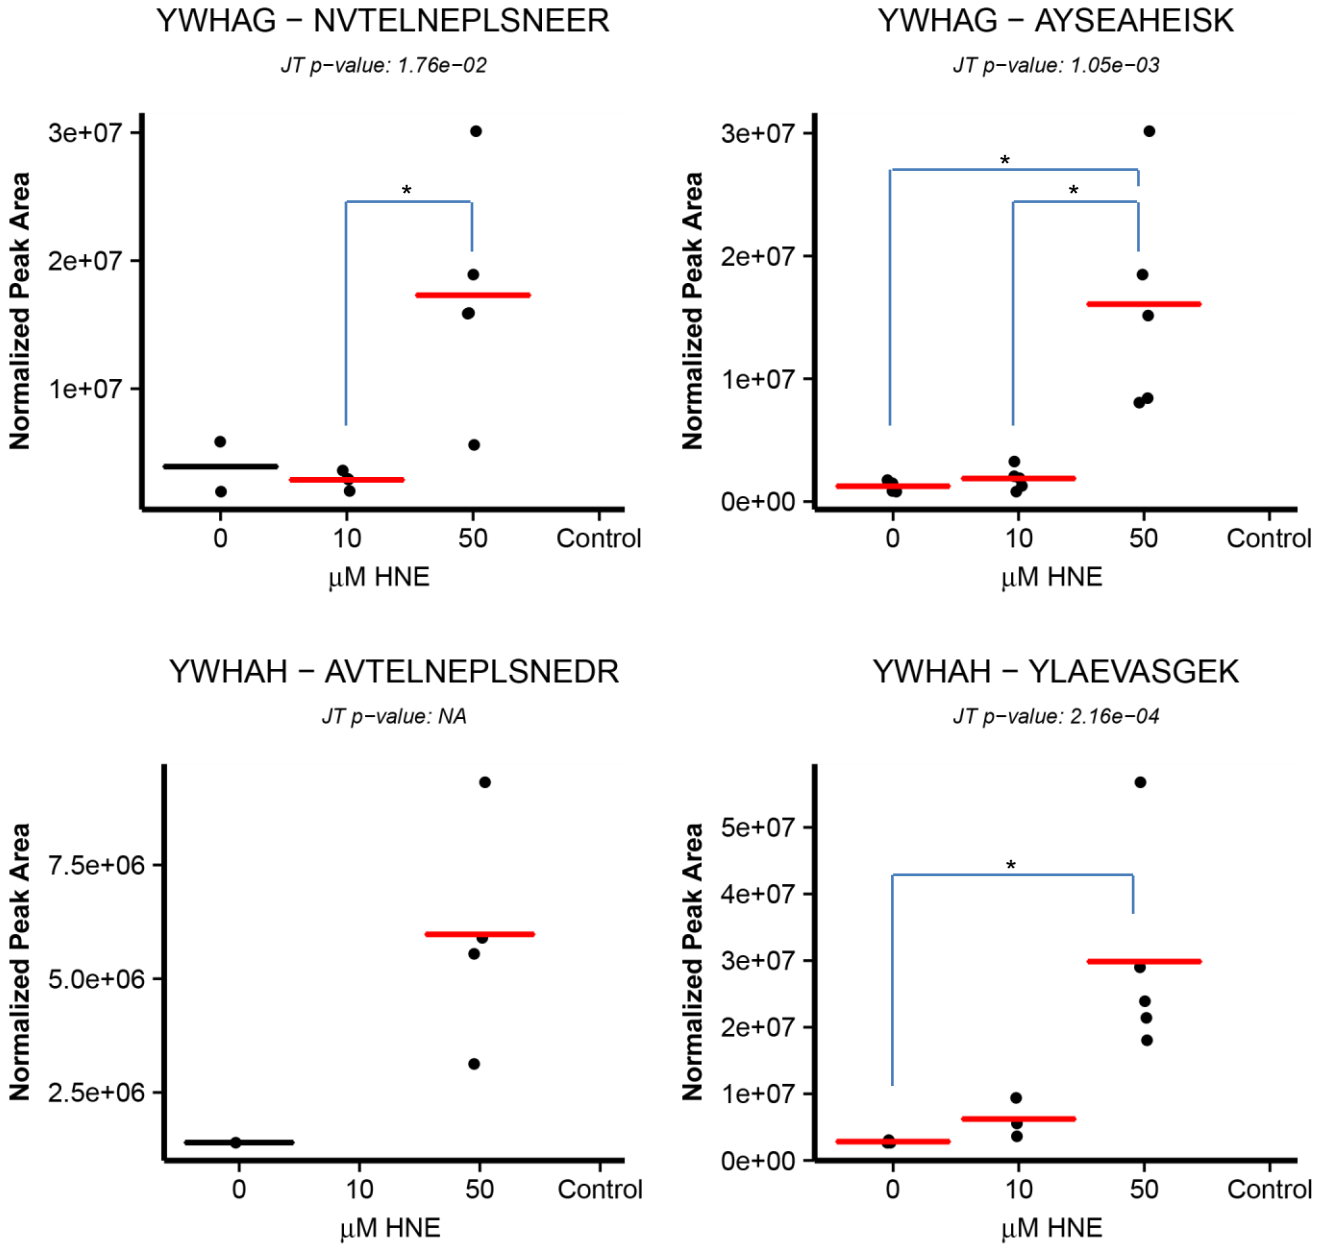 YWHAG − NVTELNEPLSNEER
JT p−value: 1.76e−02
Normalized Peak Area
3e+07
2e+07
1e+07
*
0 10 50 Control
μM HNE
YWHAG − AYSEAHEISK
JT p−value: 1.05e−03
Normalized Peak Area
3e+07
2e+07
1e+07
0e+00
*
*
0 10 50 Control
μM HNE
YWHAH − AVTELNEPLSNEDR
JT p−value: NA
Normalized Peak Area
7.5e+06
5.0e+06
2.5e+06
0 10 50 Control
μM HNE
YWHAH − YLAEVASGEK
JT p−value: 2.16e−04
Normalized Peak Area
5e+07
4e+07
3e+07
2e+07
1e+07
0e+00
*
0 10 50 Control
μM HNE